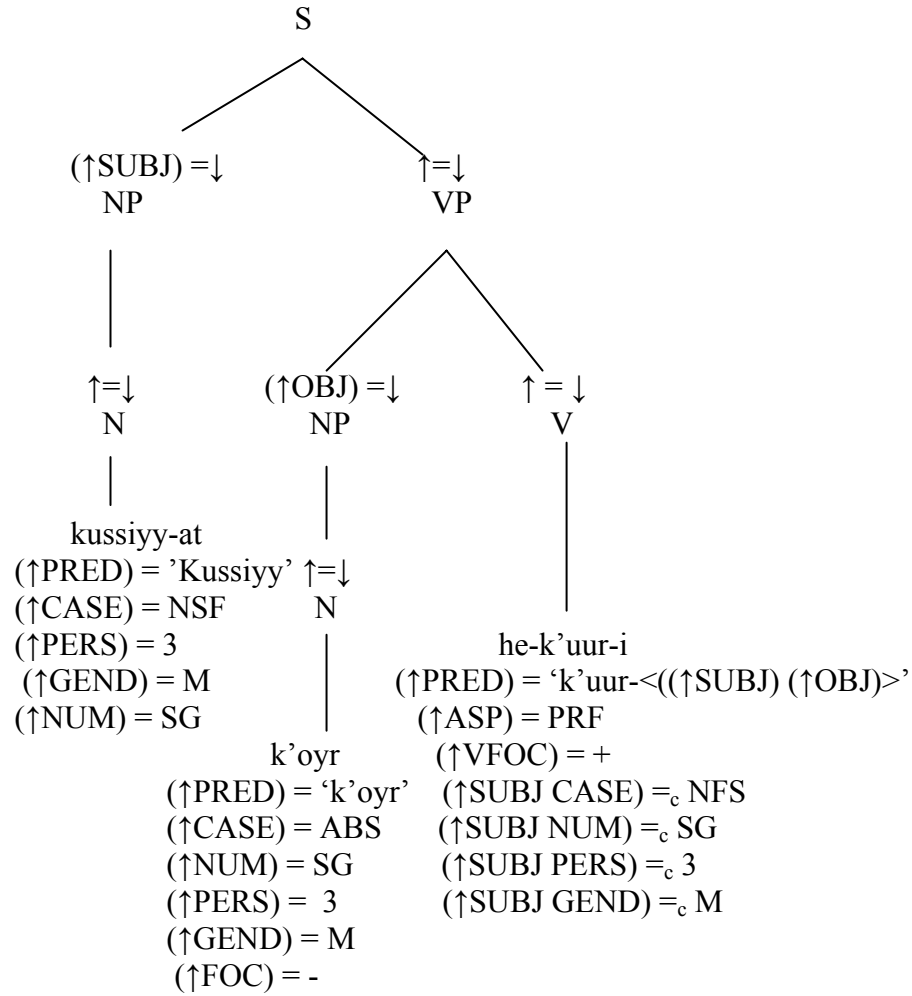 S
(↑SUBJ) =↓ ↑=↓
NP VP
↑=↓ (↑OBJ) =↓ ↑ = ↓
N NP V
kussiyy-at
(↑PRED) = ’Kussiyy’ ↑=↓
(↑CASE) = NSF N
(↑PERS) = 3 he-k’uur-i
(↑GEND) = M (↑PRED) = ‘k’uur-<((↑SUBJ) (↑OBJ)>’
(↑NUM) = SG (↑ASP) = PRF
k’oyr (↑VFOC) = +
(↑PRED) = ‘k’oyr’ (↑SUBJ CASE) =c NFS
(↑CASE) = ABS (↑SUBJ NUM) =c SG
(↑NUM) = SG (↑SUBJ PERS) =c 3
(↑PERS) = 3 (↑SUBJ GEND) =c M
(↑GEND) = M
(↑FOC) = -